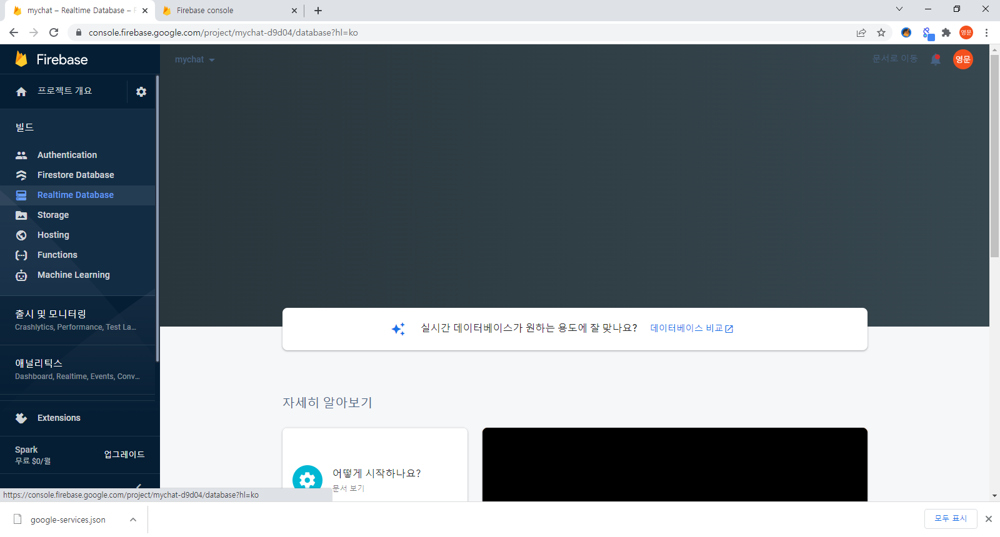 mychat – Realtime Database – F
Firebase console
console.firebase.google.com/project/mychat-d9d04/database?hl=ko
영문
Firebase
mychat
문서로 이동
영문
프로젝트 개요
빌드
Authentication
Firestore Database
Realtime Database
Storage
Hosting
Functions
Machine Learning
출시 및 모니터링
Crashlytics, Performance, Test La...
애널리틱스
Dashboard, Realtime, Events, Conv...
Extensions
Spark
무료 $0/월
업그레이드
실시간 데이터베이스가 원하는 용도에 잘 맞나요? 데이터베이스 비교
자세히 알아보기
어떻게 시작하나요?
문서 보기
https://console.firebase.google.com/project/mychat-d9d04/database?hl=ko
google-services.json
모두 표시